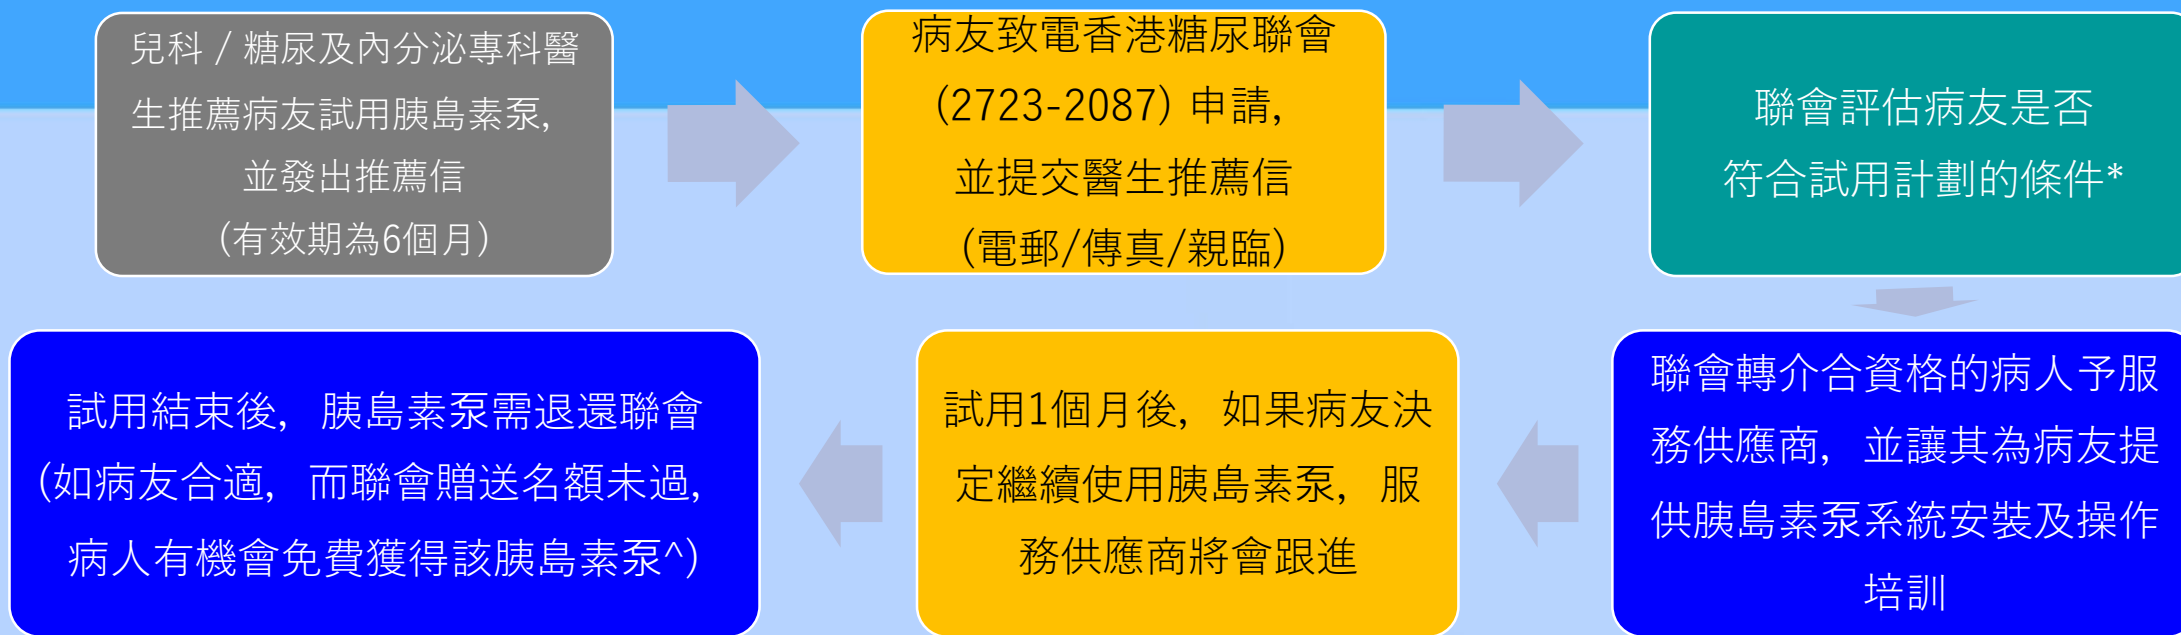 兒科 / 糖尿及內分泌專科醫
生推薦病友試用胰島素泵,
並發出推薦信
(有效期為6個月)
病友致電香港糖尿聯會
(2723-2087) 申請,
並提交醫生推薦信
(電郵/傳真/親臨)
聯會評估病友是否
符合試用計劃的條件*
聯會轉介合資格的病人予服
務供應商, 並讓其為病友提
供胰島素泵系統安裝及操作
培訓
試用1個月後, 如果病友決
定繼續使用胰島素泵, 服
務供應商將會跟進
試用結束後, 胰島素泵需退還聯會
(如病友合適, 而聯會贈送名額未過,
病人有機會免費獲得該胰島素泵^)